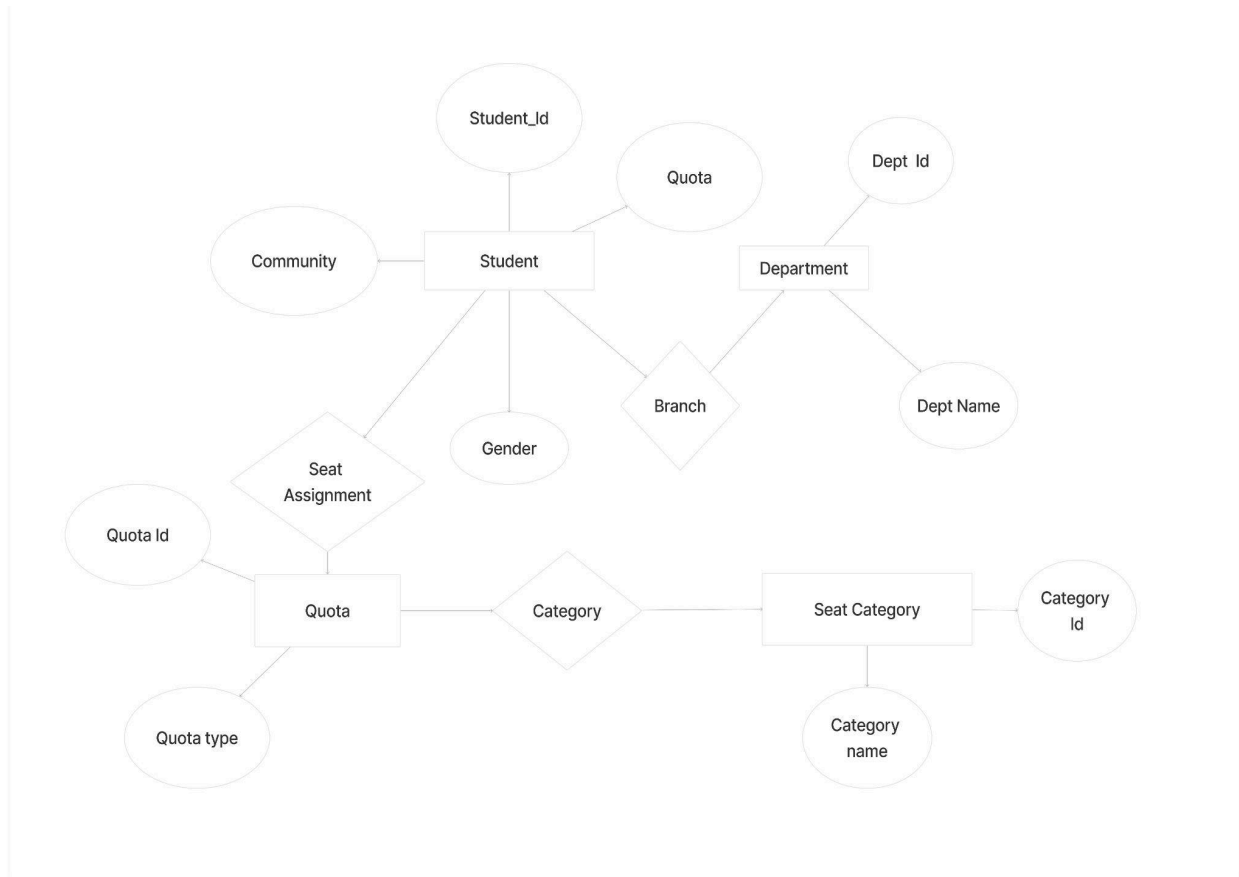 Student_Id
Quota
Dept Id
Community
Student
Department
Branch
Dept Name
Gender
Seat
Assignment
Quota Id
Quota
Category
Seat Category
Category
Id
Quota type
Category
name